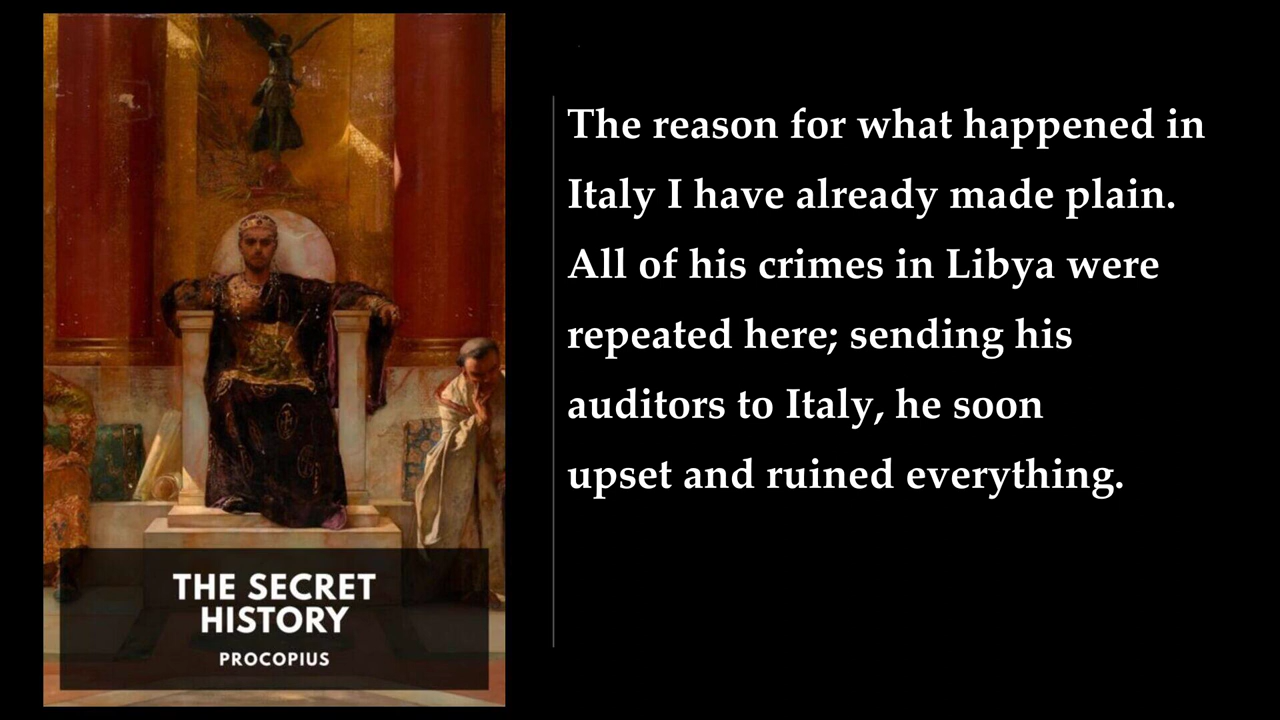 The reason for what happened in
Italy I have already made plain.
All of his crimes in Libya were
repeated here; sending his
auditors to Italy, he soon
upset and ruined everything.
THE SECRET
HISTORY
PROCOPIUS